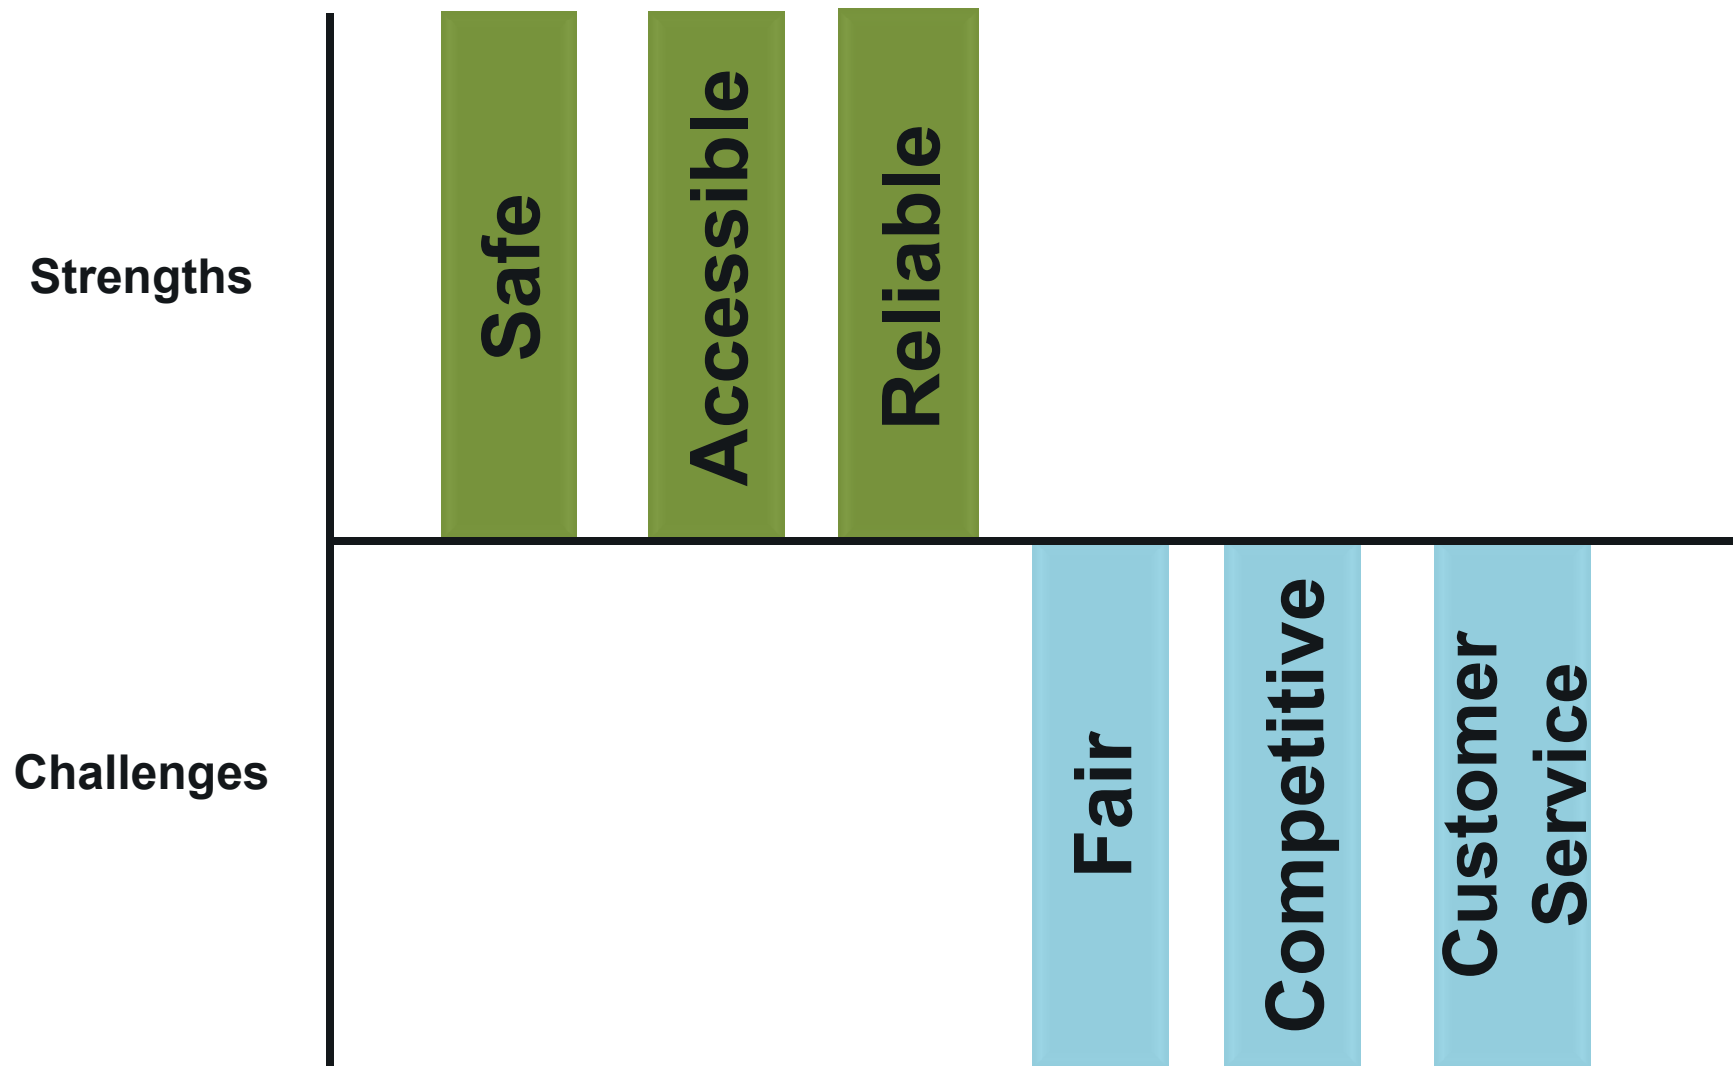 Strengths
Safe
Accessible
Reliable
Challenges
Fair
Competitive
Customer
Service